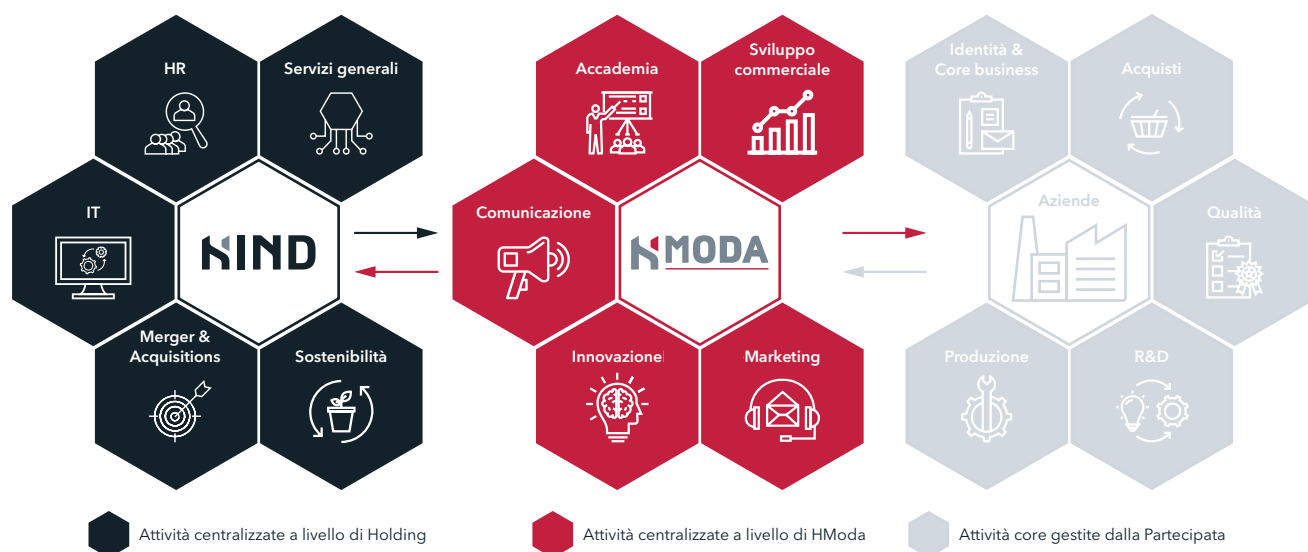 HR
Servizi generali
IT
HIND
Merger &
Acquisitions
Sostenibilità
Accademia
Sviluppo
commerciale
Comunicazione
HMODA
Innovazione
Marketing
Identità &
Core business
Acquisti
Aziende
Qualità
Produzione
R&D
Attività centralizzate a livello di Holding
Attività centralizzate a livello di HModa
Attività core gestite dalla Partecipata